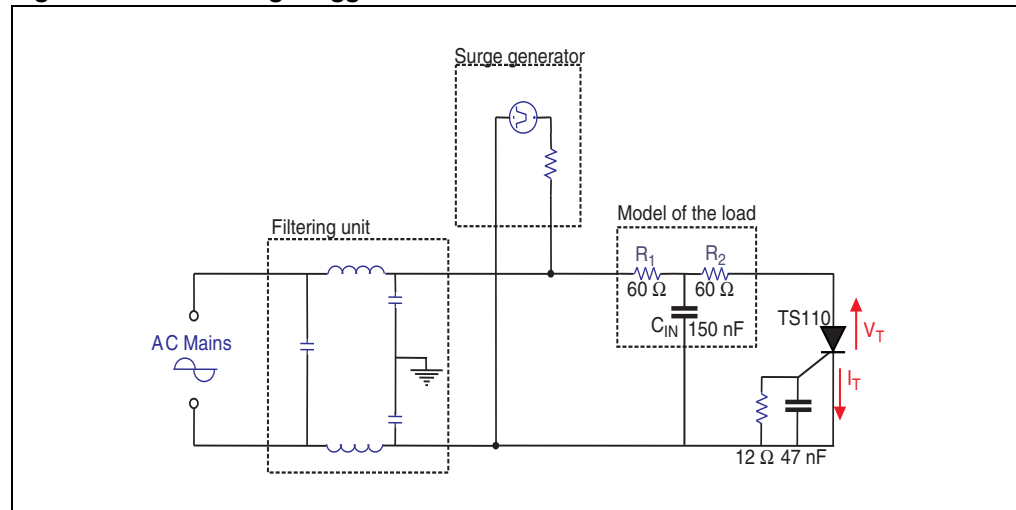 Surge generator
Model of the load
Filtering unit
R1
R2
60 Ω
60 Ω
CIN
150 nF
TS110
VT
AC Mains
IT
12 Ω
47 nF